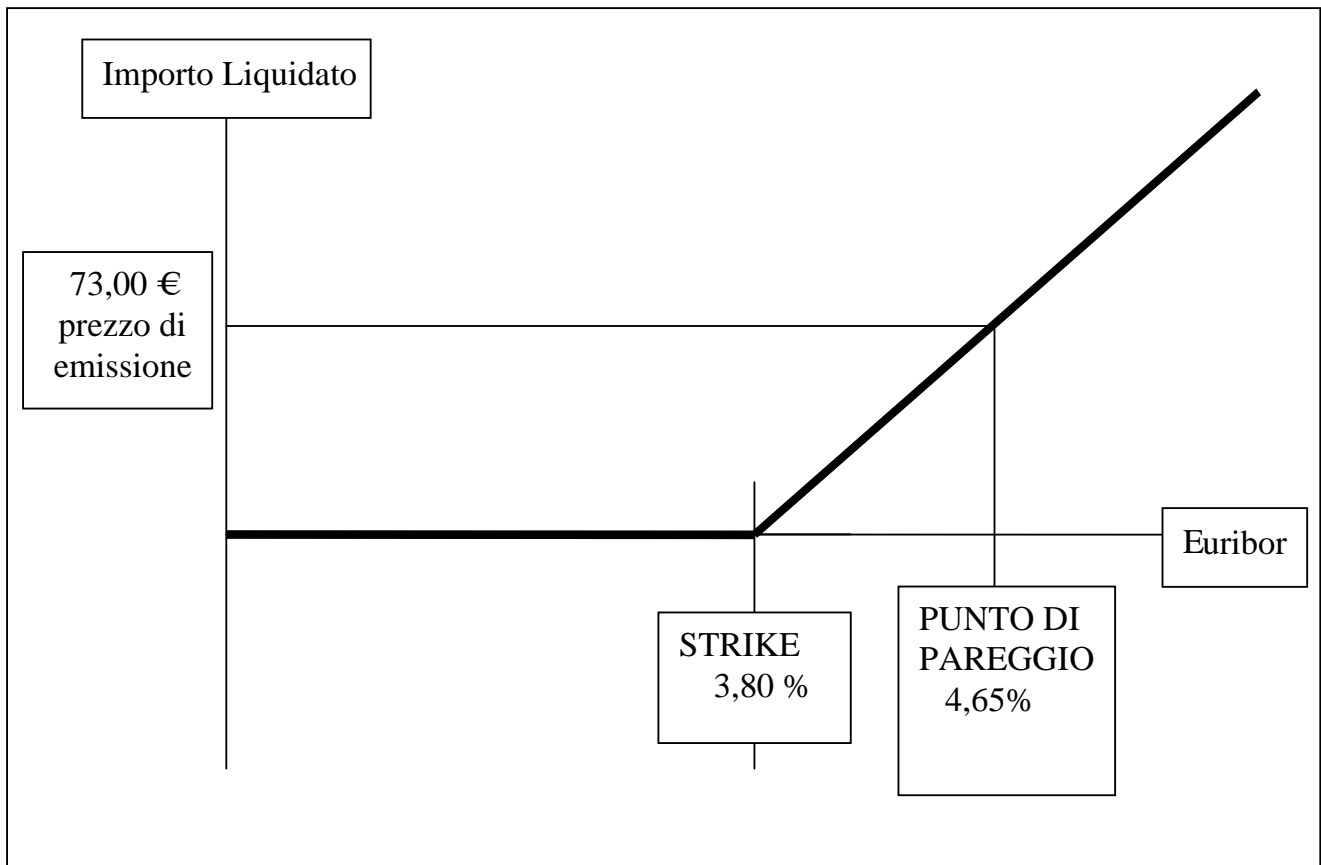 Importo Liquidato
73,00 €
prezzo di
emissione
Euribor
STRIKE
3,80 %
PUNTO DI
PAREGGIO
4,65%